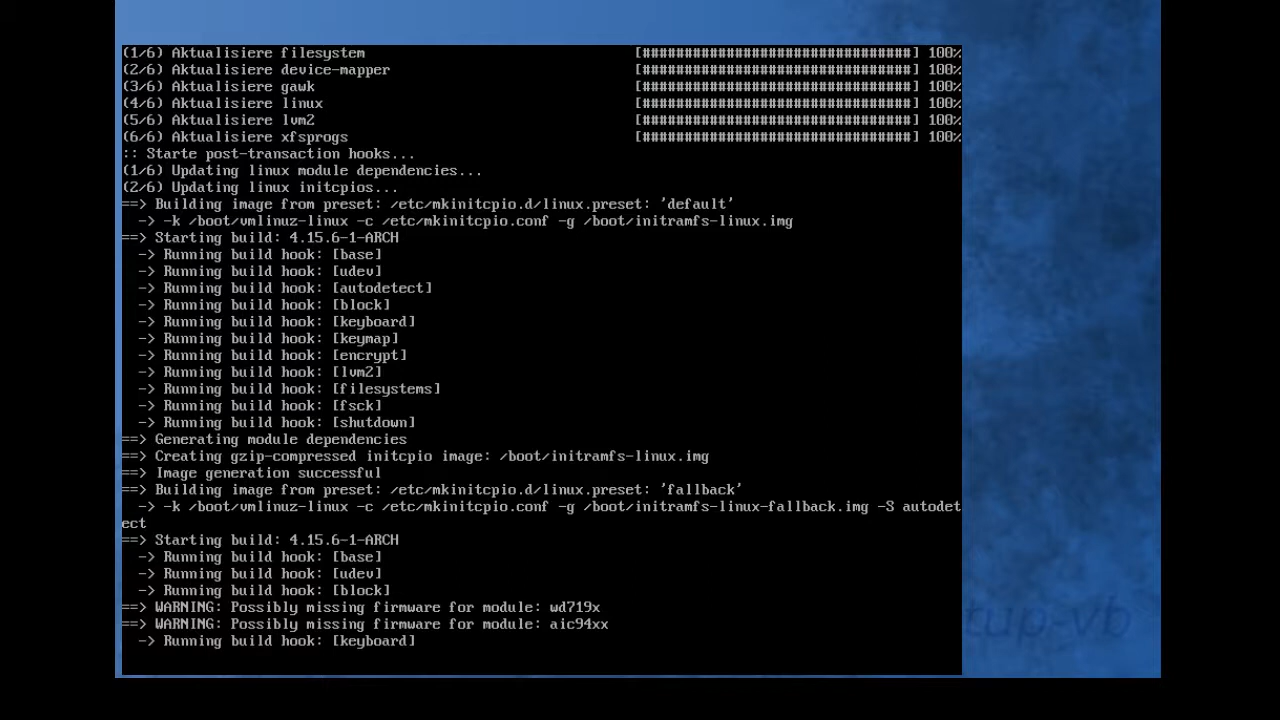 (1/6) Aktualisiere filesystem [################################] 100%
(2/6) Aktualisiere device-mapper [################################] 100%
(3/6) Aktualisiere gawk [################################] 100%
(4/6) Aktualisiere linux [################################] 100%
(5/6) Aktualisiere lvm2 [################################] 100%
(6/6) Aktualisiere xfsprogs [################################] 100%
:: Starte post-transaction hooks...
(1/6) Updating linux module dependencies...
(2/6) Updating linux initcpios...
==> Building image from preset: /etc/mkinitcpio.d/linux.preset: 'default'
-> -k /boot/vmlinuz-linux -c /etc/mkinitcpio.conf -g /boot/initramfs-linux.img
==> Starting build: 4.15.6-1-ARCH
-> Running build hook: [base]
-> Running build hook: [udev]
-> Running build hook: [autodetect]
-> Running build hook: [block]
-> Running build hook: [keyboard]
-> Running build hook: [keymap]
-> Running build hook: [encrypt]
-> Running build hook: [lvm2]
-> Running build hook: [filesystems]
-> Running build hook: [fsck]
-> Running build hook: [shutdown]
==> Generating module dependencies
==> Creating gzip-compressed initcpio image: /boot/initramfs-linux.img
==> Image generation successful
==> Building image from preset: /etc/mkinitcpio.d/linux.preset: 'fallback'
-> -k /boot/vmlinuz-linux -c /etc/mkinitcpio.conf -g /boot/initramfs-linux-fallback.img -S autodet
ect
==> Starting build: 4.15.6-1-ARCH
-> Running build hook: [base]
-> Running build hook: [udev]
-> Running build hook: [block]
==> WARNING: Possibly missing firmware for module: wd719x
==> WARNING: Possibly missing firmware for module: aic94xx
-> Running build hook: [keyboard]
tup-vb